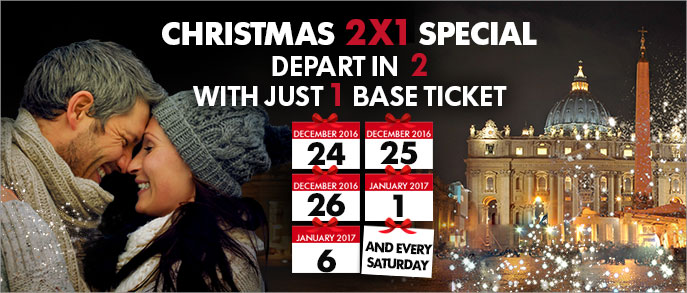 CHRISTMAS 2X1 SPECIAL
DEPART IN 2
WITH JUST 1 BASE TICKET
DECEMBER 2016
24
DECEMBER 2016
25
DECEMBER 2016
26
JANUARY 2017
1
JANUARY 2017
6
AND EVERY
SATURDAY